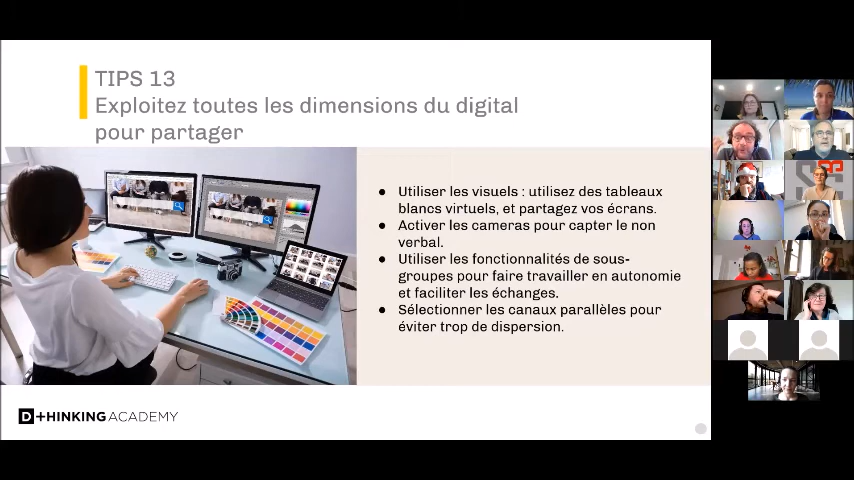 TIPS 13
Exploitez toutes les dimensions du digital
pour partager
● Utiliser les visuels : utilisez des tableaux
blancs virtuels, et partagez vos écrans.
● Activer les cameras pour capter le non
verbal.
● Utiliser les fonctionnalités de sous-
groupes pour faire travailler en autonomie
et faciliter les échanges.
● Sélectionner les canaux parallèles pour
éviter trop de dispersion.
D+HINKING ACADEMY